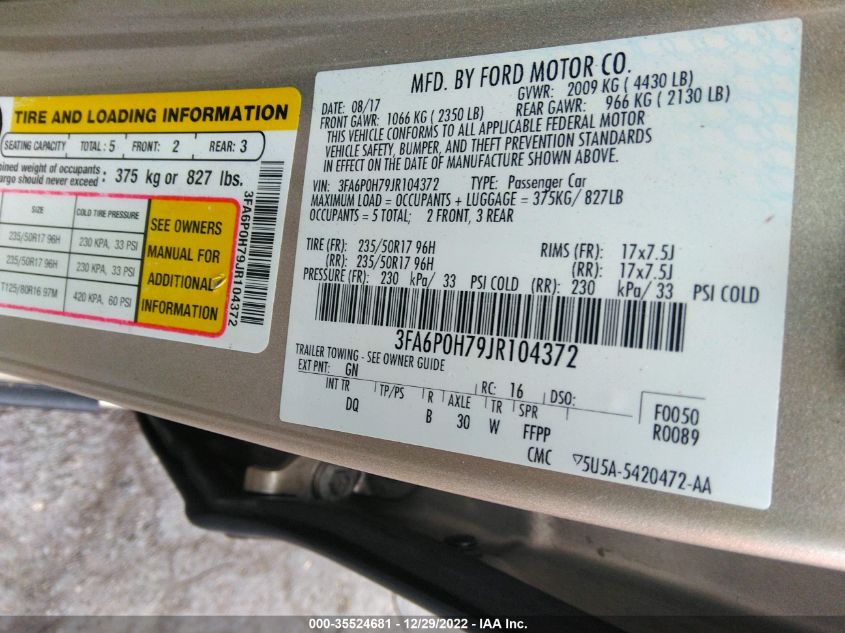 TIRE AND LOADING INFORMATION
SEATING CAPACITY TOTAL: 5 FRONT: 2 REAR: 3
weight of occupants
should never exceed: 375 kg or 827 lbs.
SIZE COLD TIRE PRESSURE
235/50R17 96H 230 KPA, 33 PSI
235/50R17 96H 230 KPA, 33 PSI
T125/80R16 97M 420 KPA, 60 PSI
SEE OWNERS
MANUAL FOR
ADDITIONAL
INFORMATION
3FA6P0H79JR104372
MFD. BY FORD MOTOR CO.
DATE: 08/17 GVWR: 2009 KG ( 4430 LB)
FRONT GAWR: 1066 KG ( 2350 LB) REAR GAWR: 966 KG ( 2130 LB)
THIS VEHICLE CONFORMS TO ALL APPLICABLE FEDERAL MOTOR
VEHICLE SAFETY, BUMPER, AND THEFT PREVENTION STANDARDS
IN EFFECT ON THE DATE OF MANUFACTURE SHOWN ABOVE.
VIN: 3FA6P0H79JR104372 TYPE: Passenger Car
MAXIMUM LOAD = OCCUPANTS + LUGGAGE = 375KG/ 827LB
OCCUPANTS = 5 TOTAL; 2 FRONT, 3 REAR
TIRE (FR): 235/50R17 96H RIMS (FR): 17x7.5J
(RR): 235/50R17 96H (RR): 17x7.5J
PRESSURE (FR): 230 kPa/ 33 PSI COLD (RR): 230 kPa/ 33 PSI COLD
3FA6P0H79JR104372
TRAILER TOWING - SEE OWNER GUIDE
EXT PNT: GN RC: 16 DSO:
INT TR TP/PS R AXLE TR SPR F0050
DQ B 30 W FFPP R0089
CMC ▽5U5A-5420472-AA
000-35524681 - 12/29/2022 - IAA Inc.